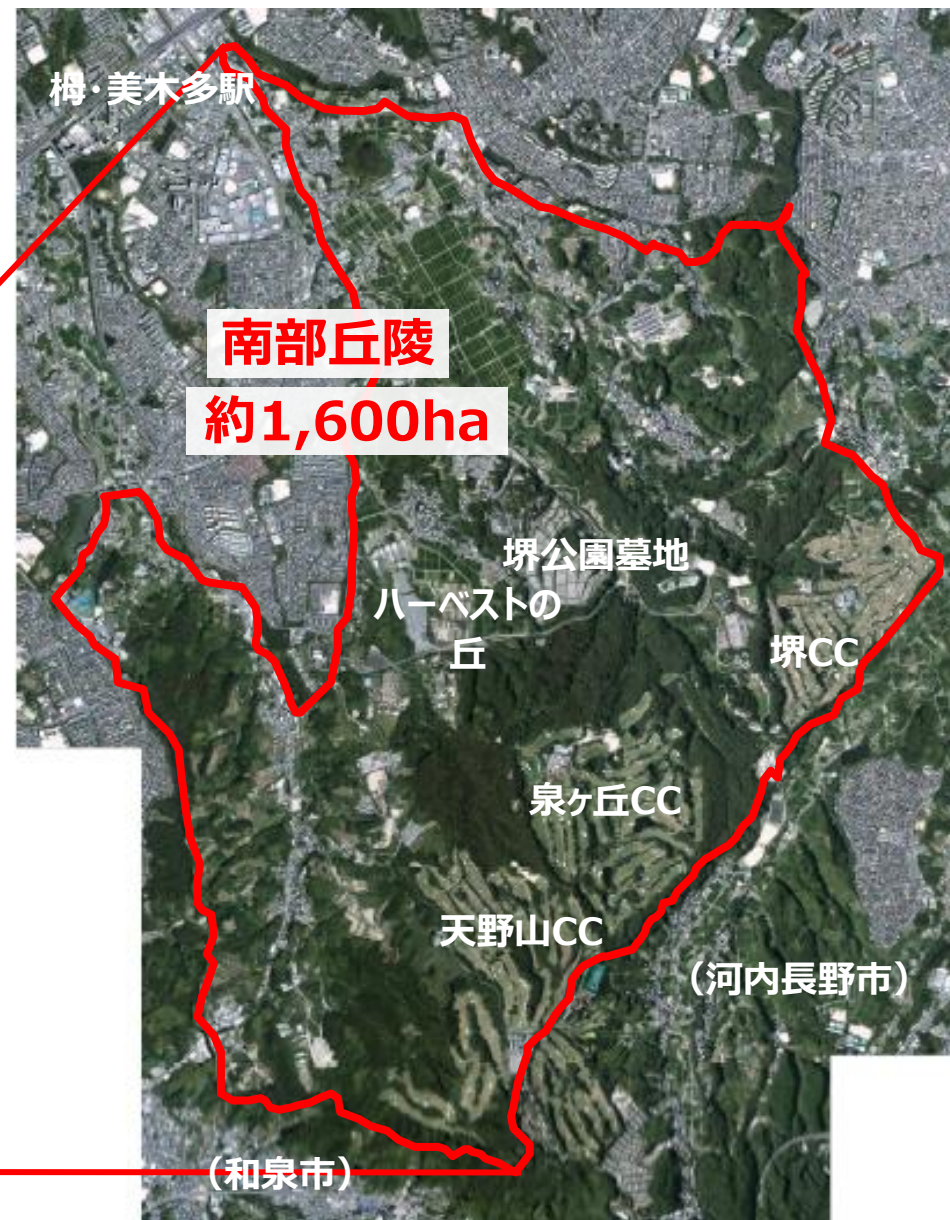 栂･美木多駅
南部丘陵
約1,600ha
堺公園墓地
ハーベストの
丘
堺CC
泉ヶ丘CC
天野山CC
（河内長野市）
（和泉市）